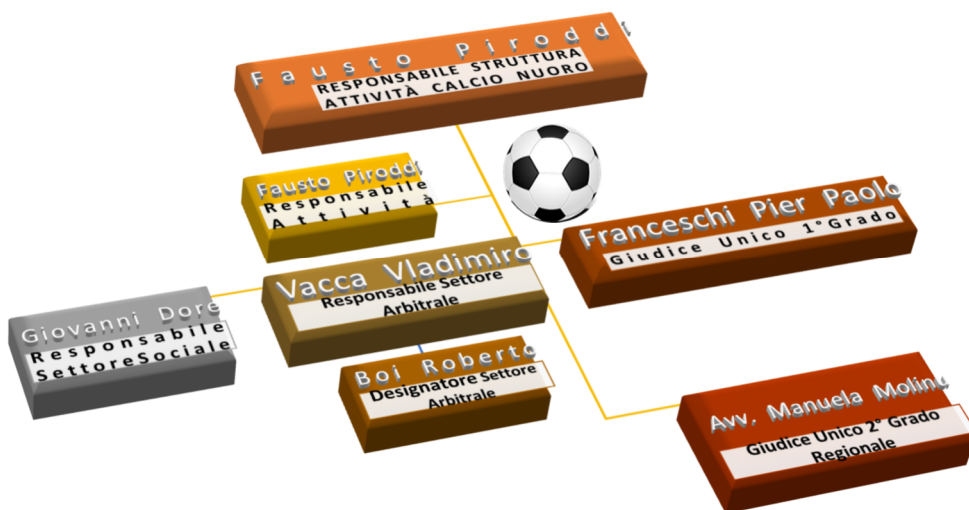 Fausto Piroddi
RESPONSABILE STRUTTURA
ATTIVITÀ CALCIO NUORO
Fausto Piroddi
Responsabile
Attività
Franceschi Pier Paolo
Giudice Unico 1°Grado
Vacca Vladimiro
Responsabile Settore
Arbitrale
Giovanni Dore
Responsabile
SettoreSociale
Boi Roberto
Designatore Settore
Arbitrale
Avv. Manuela Molinu
Giudice Unico 2° Grado
Regionale